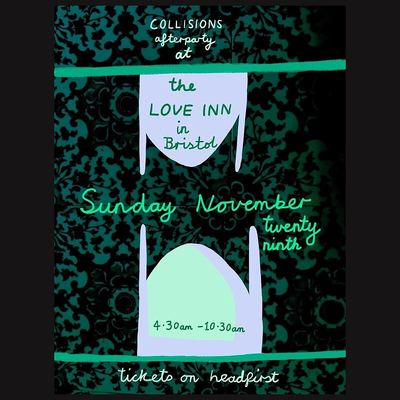 COLLISIONS
afterparty
at
the
LOVE INN
in
Bristol
Sunday November
twenty
ninth
4.30am - 10.30am
tickets on headfirst